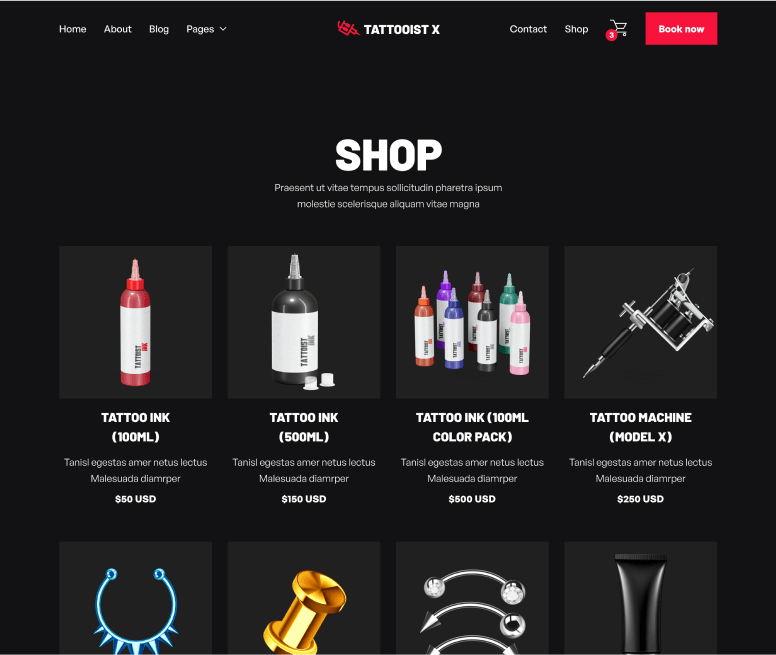 Home About Blog Pages TATTOOIST X Contact Shop 3 Book now
SHOP
Praesent ut vitae tempus sollicitudin pharetra ipsum
molestie scelerisque aliquam vitae magna
TATTOIST INK
TATTOIST INK
TATTOIST INK
TATTOO INK
(100ML)
Tanisl egestas amer netus lectus
Malesuada diamrper
$50 USD
TATTOO INK
(500ML)
Tanisl egestas amer netus lectus
Malesuada diamrper
$150 USD
TATTOO INK (100ML
COLOR PACK)
Tanisl egestas amer netus lectus
Malesuada diamrper
$500 USD
TATTOO MACHINE
(MODEL X)
Tanisl egestas amer netus lectus
Malesuada diamrper
$250 USD